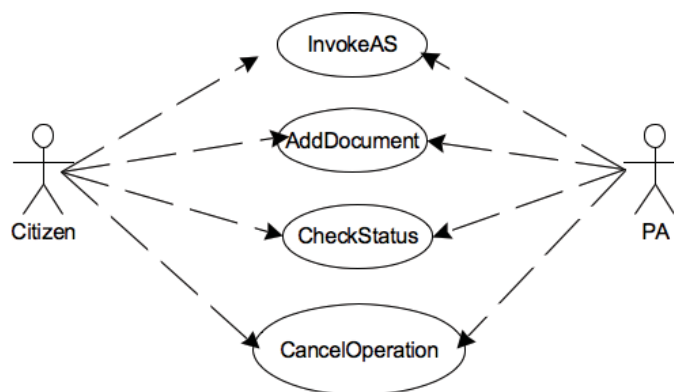 InvokeAS
AddDocument
Citizen
PA
CheckStatus
CancelOperation